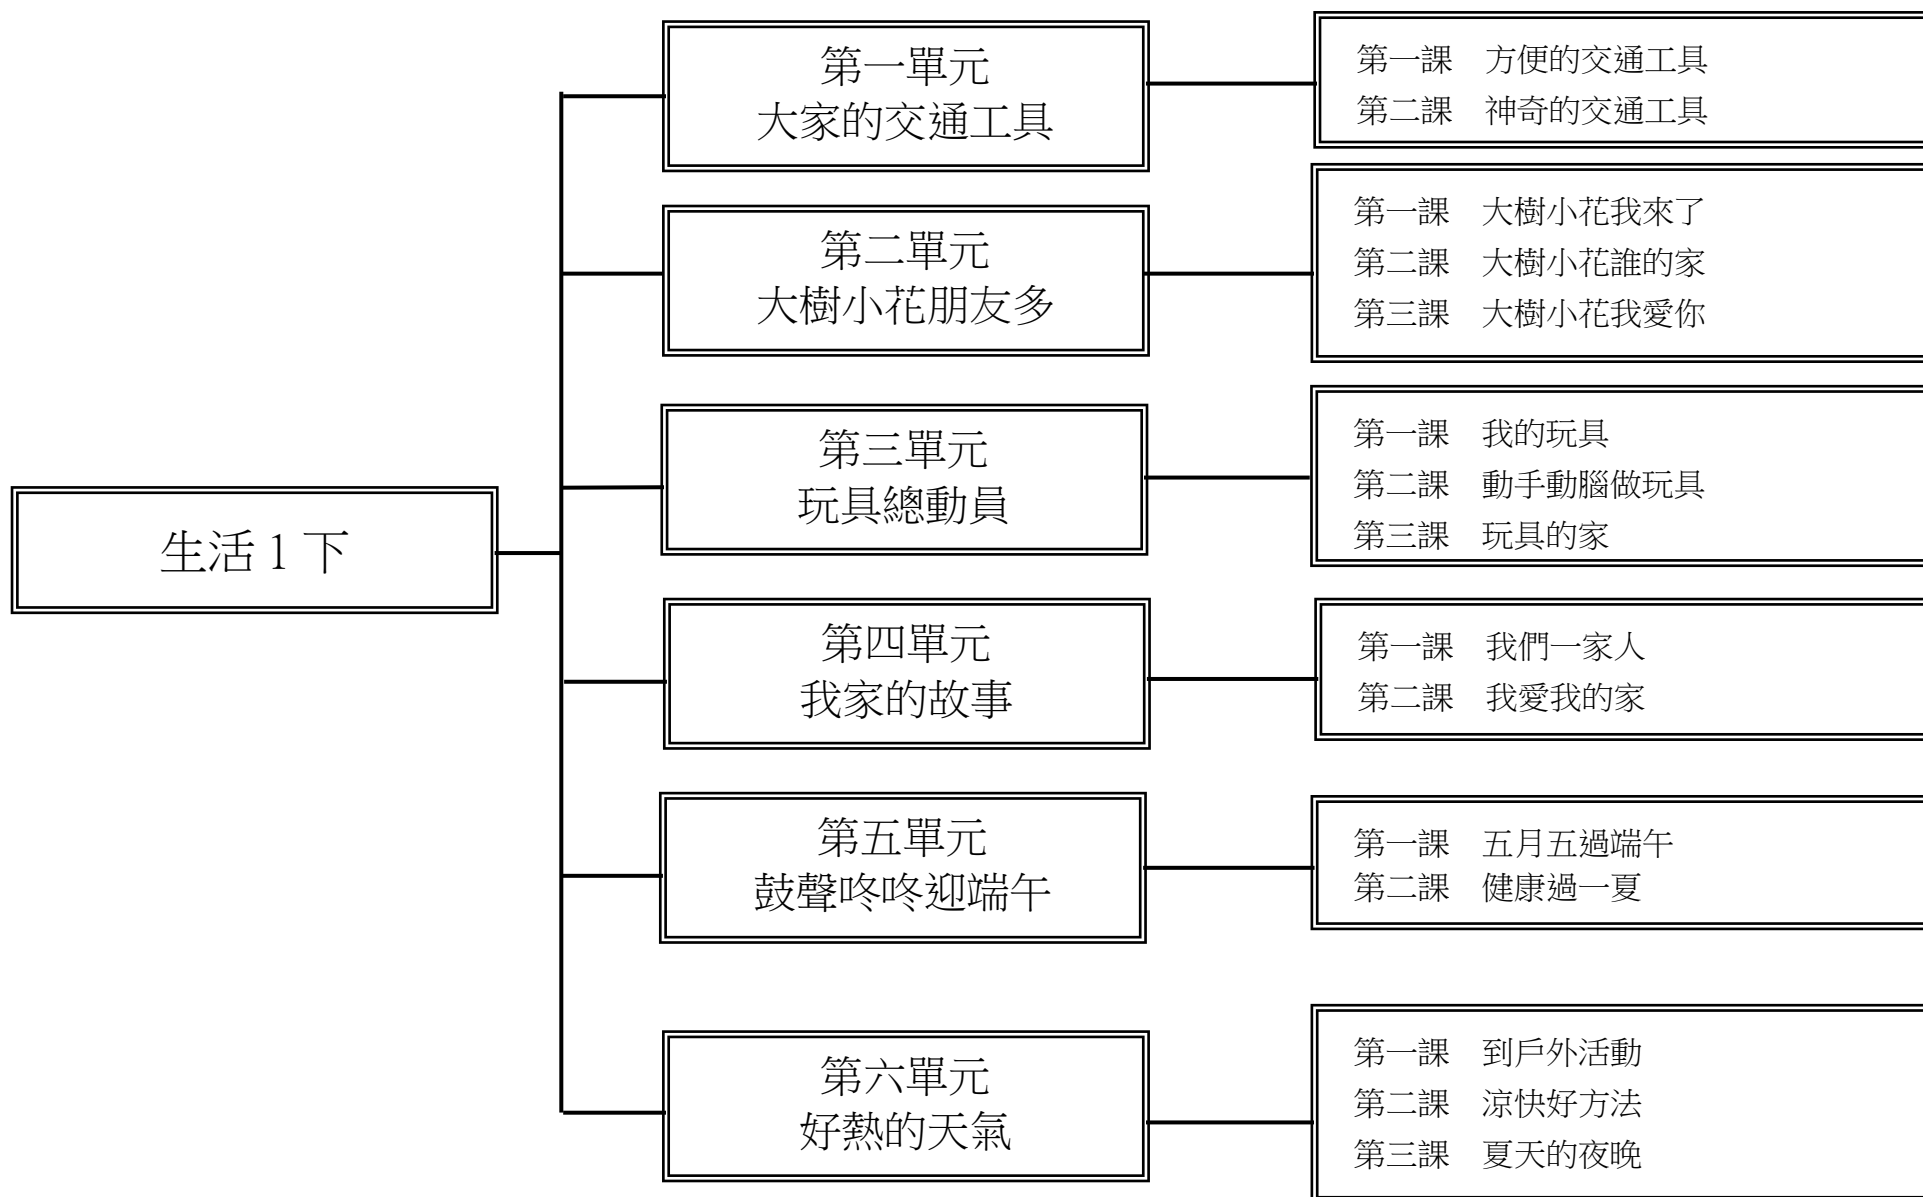 生活 1 下
第一單元
大家的交通工具
第一課　方便的交通工具
第二課　神奇的交通工具
第二單元
大樹小花朋友多
第一課　大樹小花我來了
第二課　大樹小花誰的家
第三課　大樹小花我愛你
第三單元
玩具總動員
第一課　我的玩具
第二課　動手動腦做玩具
第三課　玩具的家
第四單元
我家的故事
第一課　我們一家人
第二課　我愛我的家
第五單元
鼓聲咚咚迎端午
第一課　五月五過端午
第二課　健康過一夏
第六單元
好熱的天氣
第一課　到戶外活動
第二課　涼快好方法
第三課　夏天的夜晚